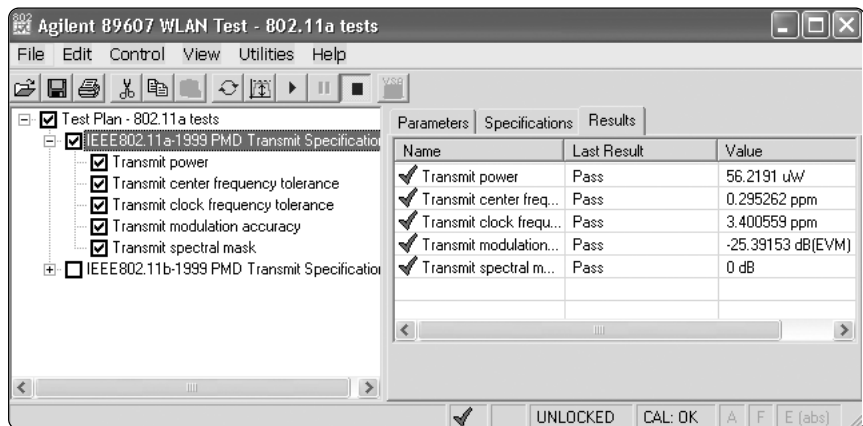 802
Agilent 89607 WLAN Test - 802.11a tests
File Edit Control View Utilities Help
VSA
Test Plan - 802.11a tests
IEEE802.11a-1999 PMD Transmit Specificatio
Transmit power
Transmit center frequency tolerance
Transmit clock frequency tolerance
Transmit modulation accuracy
Transmit spectral mask
IEEE802.11b-1999 PMD Transmit Specificatio
Parameters Specifications Results
Name Last Result Value
Transmit power Pass 56.2191 uW
Transmit center freq... Pass 0.295262 ppm
Transmit clock frequ... Pass 3.400559 ppm
Transmit modulation... Pass -25.39153 dB(EVM)
Transmit spectral m... Pass 0 dB
UNLOCKED CAL: OK A F E (abs)